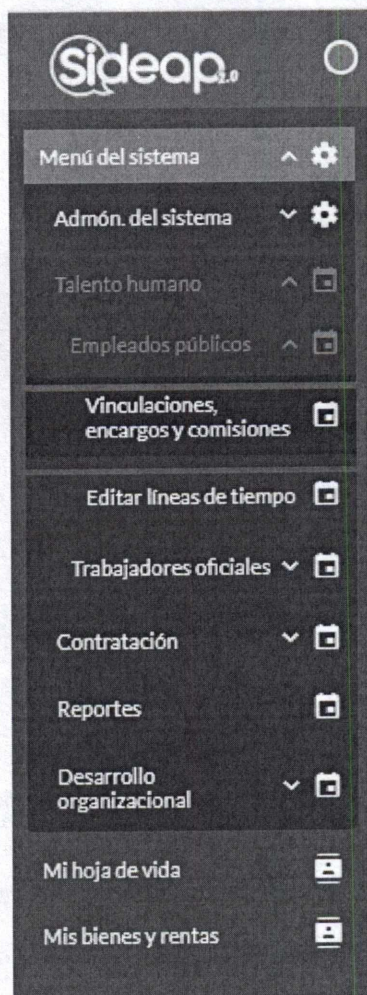 Sideap2.0
Menú del sistema
Admón. del sistema
Talento humano
Empleados públicos
Vinculaciones,
encargos y comisiones
Editar líneas de tiempo
Trabajadores oficiales
Contratación
Reportes
Desarrollo
organizacional
Mi hoja de vida
Mis bienes y rentas